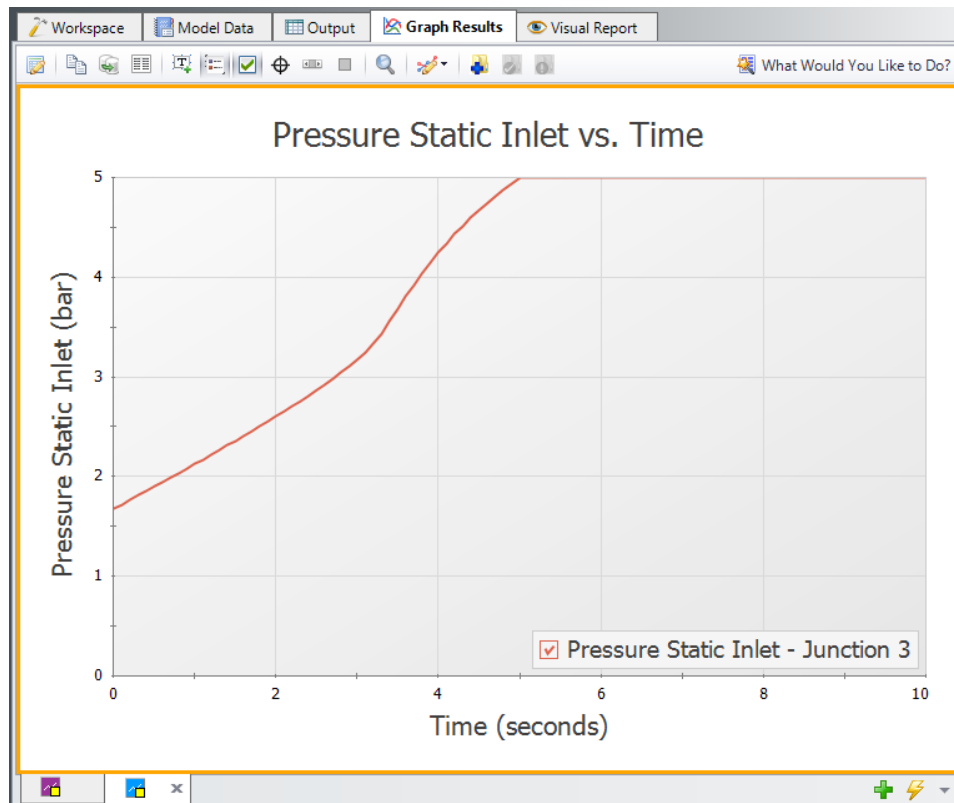 Workspace Model Data Output Graph Results Visual Report
What Would You Like to Do?
Pressure Static Inlet vs. Time
Pressure Static Inlet (bar)
5
4
3
2
1
0
0 2 4 6 8 10
Time (seconds)
Pressure Static Inlet - Junction 3